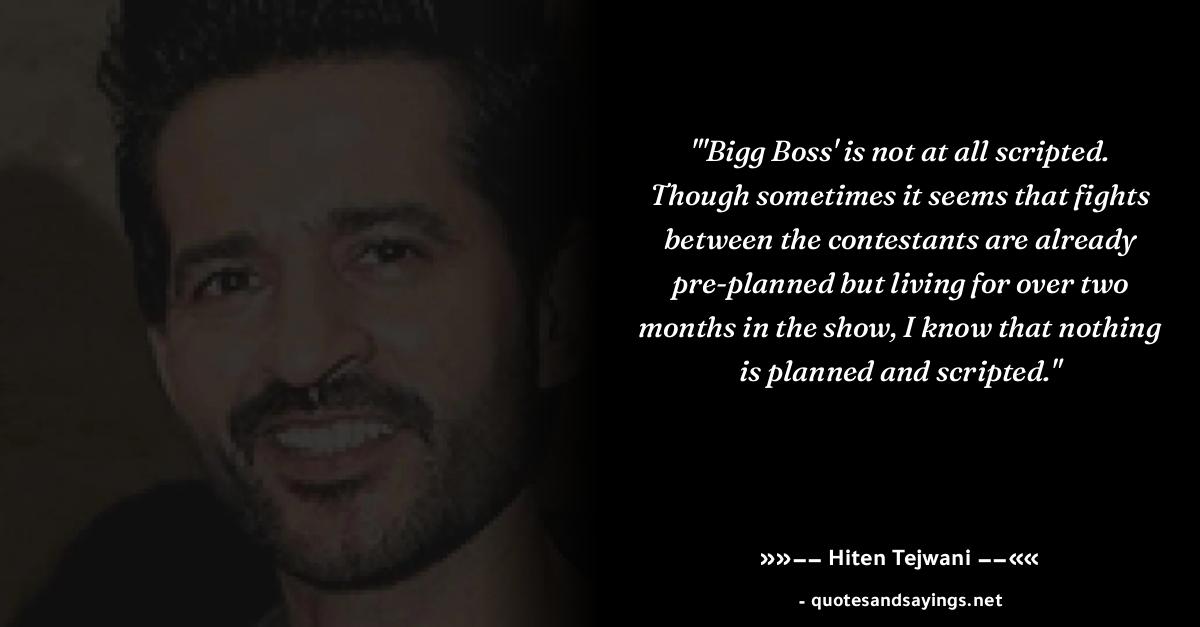 "'Bigg Boss' is not at all scripted.
Though sometimes it seems that fights
between the contestants are already
pre-planned but living for over two
months in the show, I know that nothing
is planned and scripted."
»»—— Hiten Tejwani ——««
- quotesandsayings.net